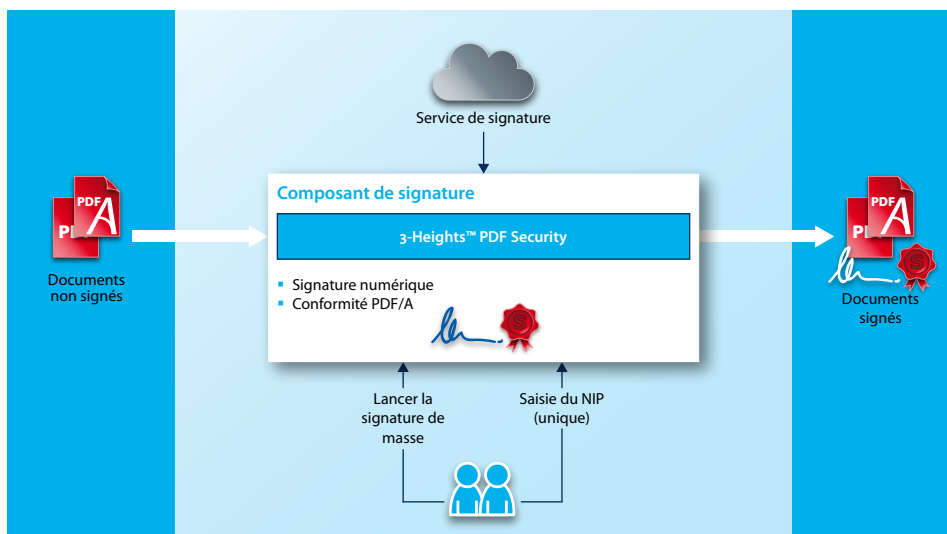 Service de signature
Composant de signature
3-Heights™ PDF Security
PDF
PDF
Documents
non signés
▪ Signature numérique
▪ Conformité PDF/A
S
PDF
Documents
signés
S
Lancer la
signature de
masse
Saisie du NIP
(unique)